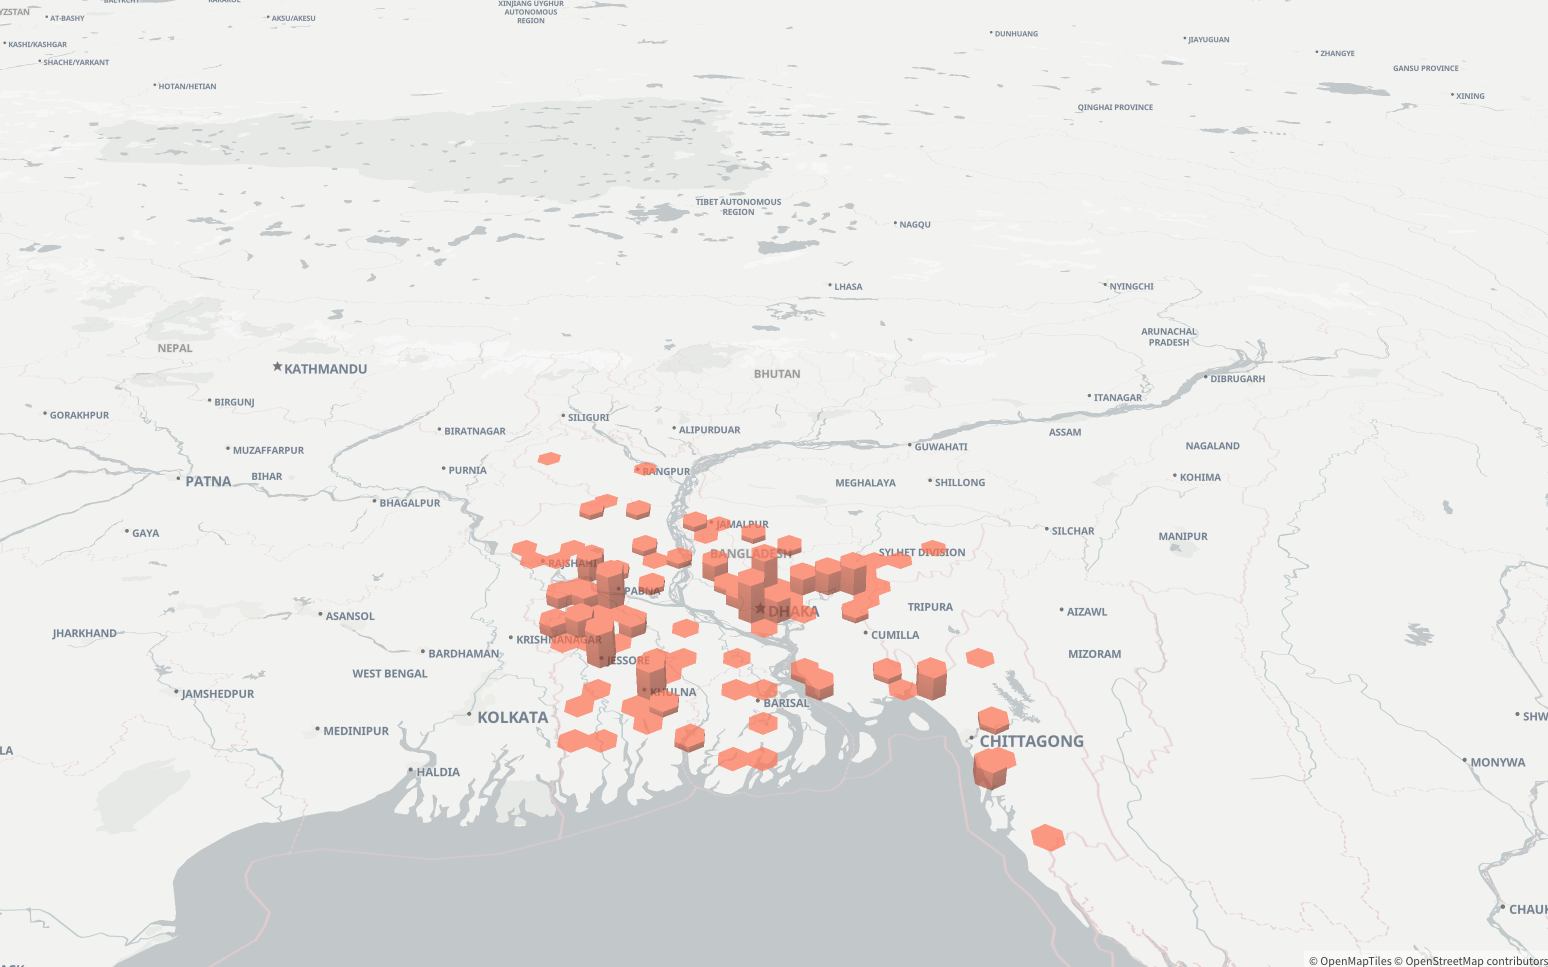 XINJIANG UYGHUR
AUTONOMOUS
REGION
YZSTAN
AT-BASHY
AKSU/AKESU
DUNHUANG
JIAYUGUAN
KASHI/KASHGAR
ZHANGYE
SHACHE/YARKANT
GANSU PROVINCE
HOTAN/HETIAN
XINING
QINGHAI PROVINCE
TIBET AUTONOMOUS
REGION
NAGQU
LHASA
NYINGCHI
ARUNACHAL
PRADESH
NEPAL
KATHMANDU
BHUTAN
DIBRUGARH
BIRGUNJ
ITANAGAR
GORAKHPUR
SILIGURI
BIRATNAGAR
ALIPURDUAR
ASSAM
MUZAFFARPUR
GUWAHATI
NAGALAND
PURNIA
RANGPUR
PATNA
BIHAR
MEGHALAYA
SHILLONG
KOHIMA
BHAGALPUR
JAMALPUR
GAYA
SILCHAR
MANIPUR
BANGLADESH
SYLHET DIVISION
RAJSHAHI
PABNA
DHAKA
TRIPURA
AIZAWL
ASANSOL
JHARKHAND
KRISHNANAGAR
CUMILLA
BARDHAMAN
JESSORE
MIZORAM
WEST BENGAL
JAMSHEDPUR
KHULNA
BARISAL
KOLKATA
SHW
MEDINIPUR
CHITTAGONG
LA
MONYWA
HALDIA
CHAUK
ACK
© OpenMapTiles © OpenStreetMap contributors